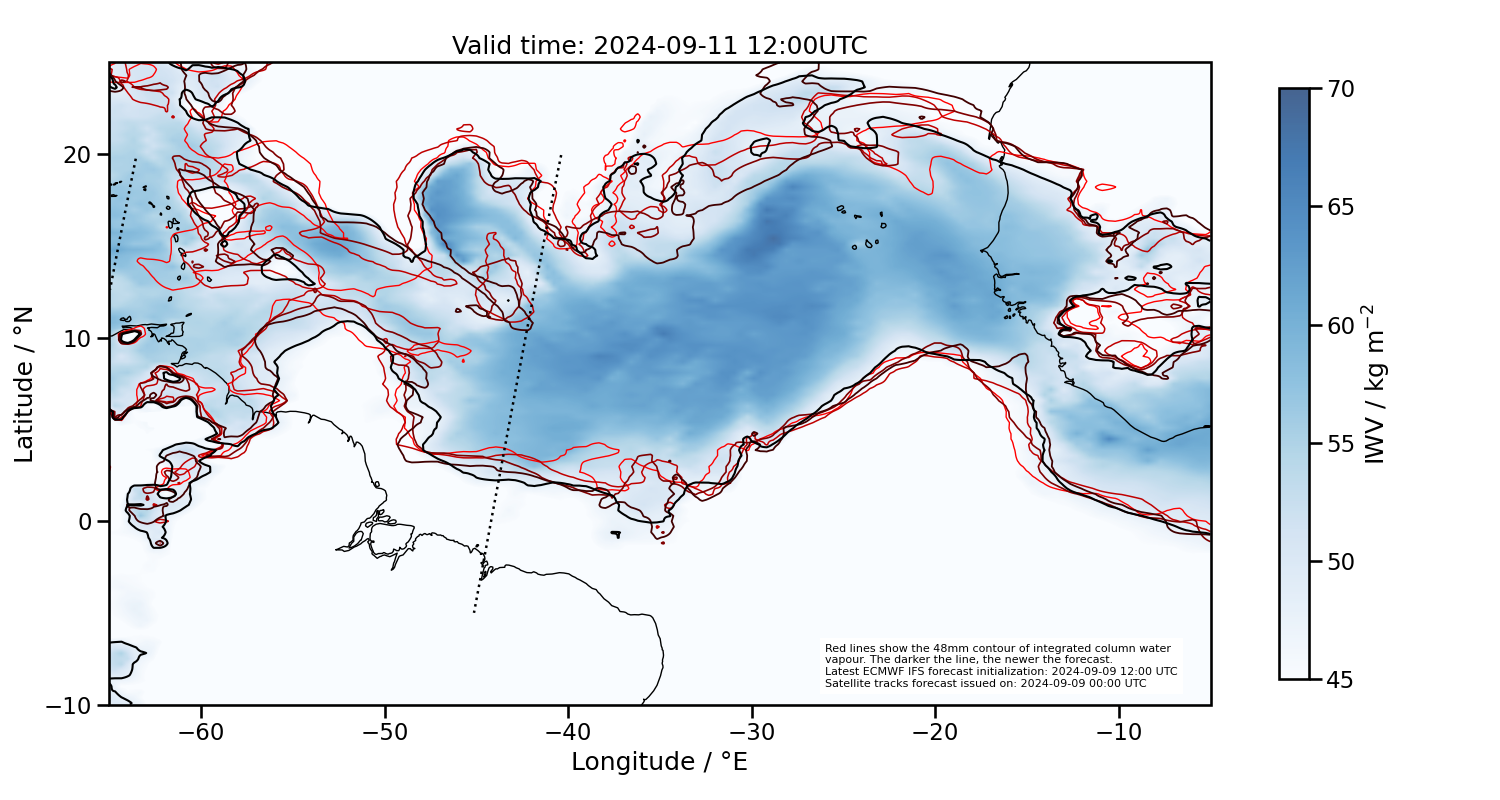 Valid time: 2024-09-11 12:00UTC
20
10
0
−10
Latitude / °N
−60
−50
−40
−30
−20
−10
Longitude / °E
Red lines show the 48mm contour of integrated column water
vapour. The darker the line, the newer the forecast.
Latest ECMWF IFS forecast initialization: 2024-09-09 12:00 UTC
Satellite tracks forecast issued on: 2024-09-09 00:00 UTC
70
65
60
55
50
45
IWV / kg m⁻²